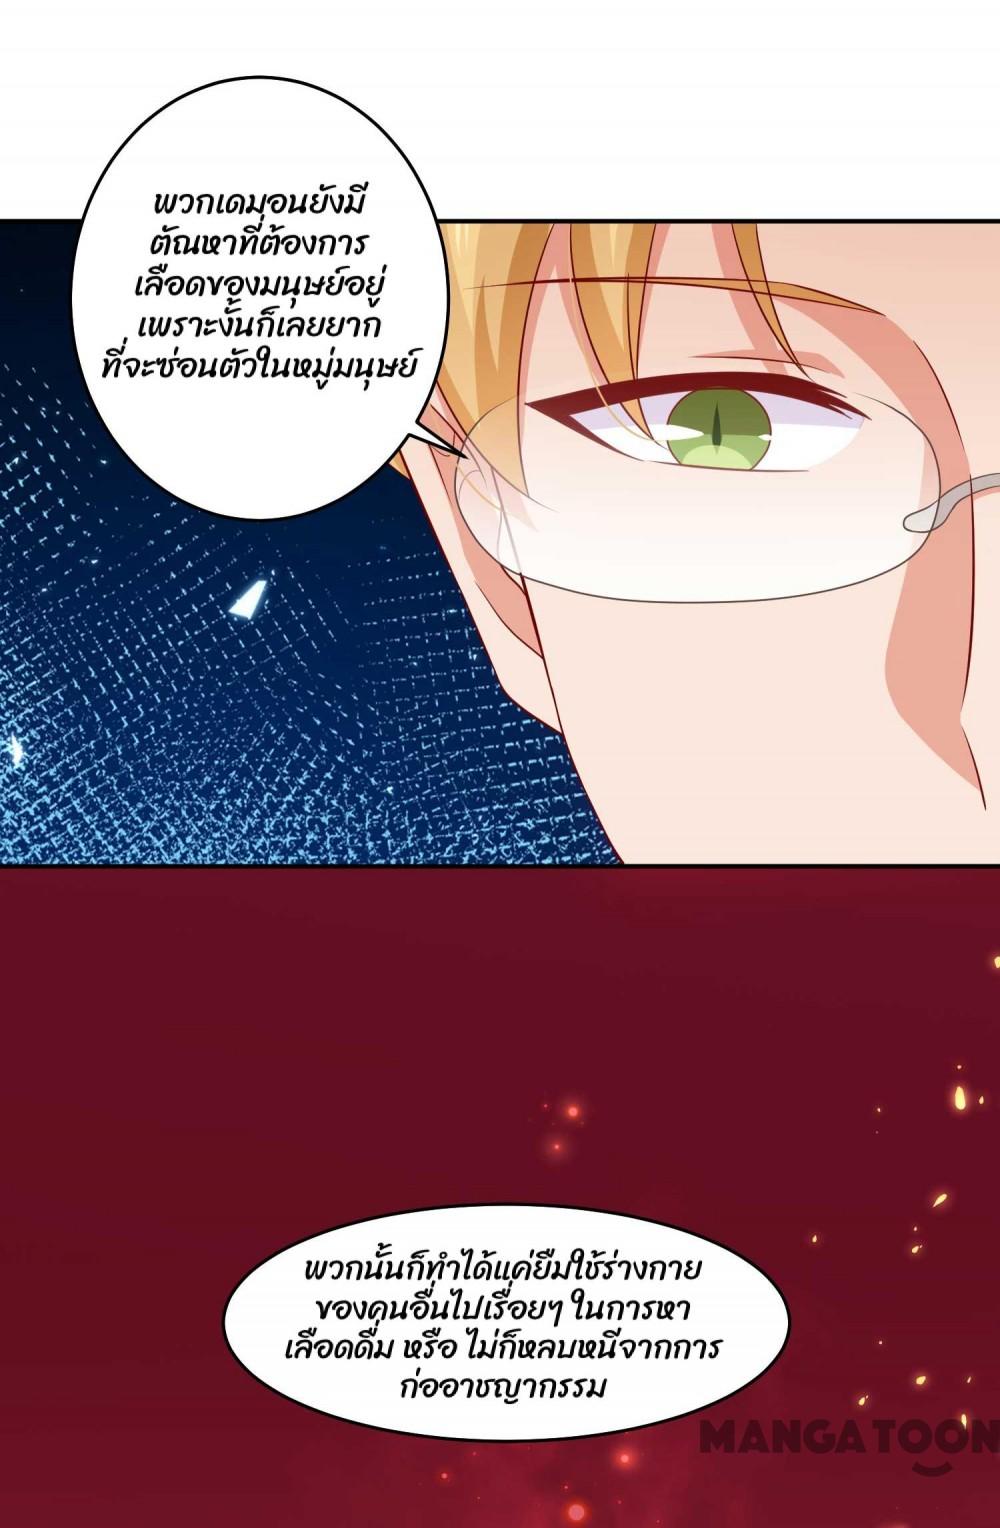 พวกเดมอนยังมี
ตัณหาที่ต้องการ
เลือดของมนุษย์อยู่
เพราะงั้นก็เลยยาก
ที่จะซ่อนตัวในหมู่มนุษย์
พวกนั้นก็ทำได้แค่ยืมใช้ร่างกาย
ของคนอื่นไปเรื่อยๆ ในการหา
เลือดดื่ม หรือ ไม่ก็หลบหนีจากการ
ก่ออาชญากรรม
MANGATOON